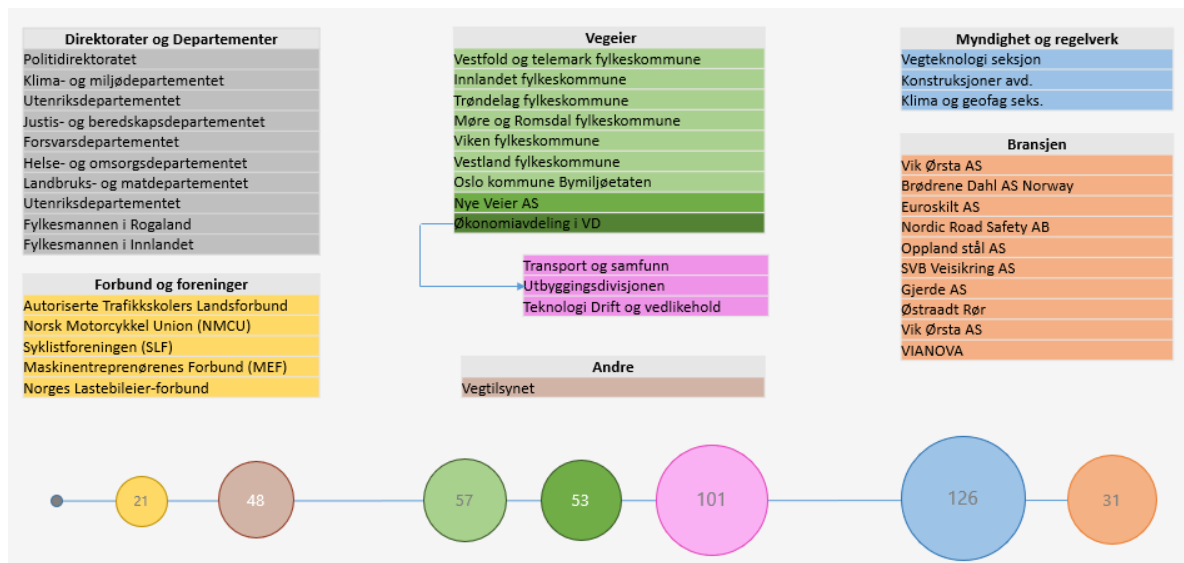 Direktorater og Departementer
Politidirektoratet
Klima- og miljødepartementet
Utenriksdepartementet
Justis- og beredskapsdepartementet
Forsvarsdepartementet
Helse- og omsorgsdepartementet
Landbruks- og matdepartementet
Utenriksdepartementet
Fylkesmannen i Rogaland
Fylkesmannen i Innlandet
Forbund og foreninger
Autoriserte Trafikkskolers Landsforbund
Norsk Motorcykkel Union (NMCU)
Syklistforeningen (SLF)
Maskinentreprenørenes Forbund (MEF)
Norges Lastebileier-forbund
Vegeier
Vestfold og telemark fylkeskommune
Innlandet fylkeskommune
Trøndelag fylkeskommune
Møre og Romsdal fylkeskommune
Viken fylkeskommune
Vestland fylkeskommune
Oslo kommune Bymiljøetaten
Nye Veier AS
Økonomiavdeling i VD
Transport og samfunn
Utbyggingsdivisjonen
Teknologi Drift og vedlikehold
Andre
Vegtilsynet
Myndighet og regelverk
Vegteknologi seksjon
Konstruksjoner avd.
Klima og geofag seks.
Bransjen
Vik Ørsta AS
Brødrene Dahl AS Norway
Euroskilt AS
Nordic Road Safety AB
Oppland stål AS
SVB Veisikring AS
Gjerde AS
Østraadt Rør
Vik Ørsta AS
VIANOVA
21
48
57
53
101
126
31